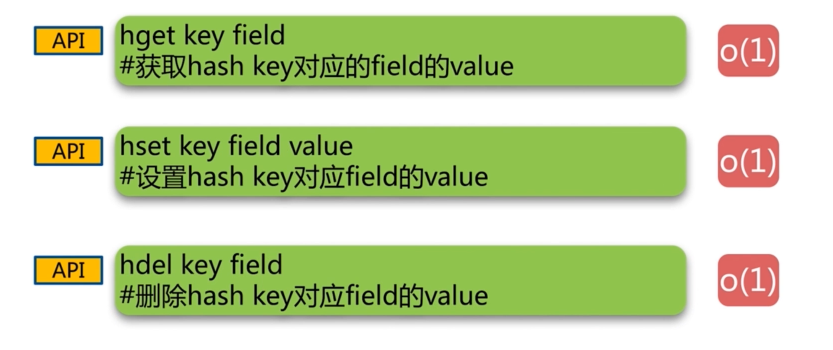 API
hget key field
#获取hash key对应的field的value
o(1)
API
hset key field value
#设置hash key对应field的value
o(1)
API
hdel key field
#删除hash key对应field的value
o(1)